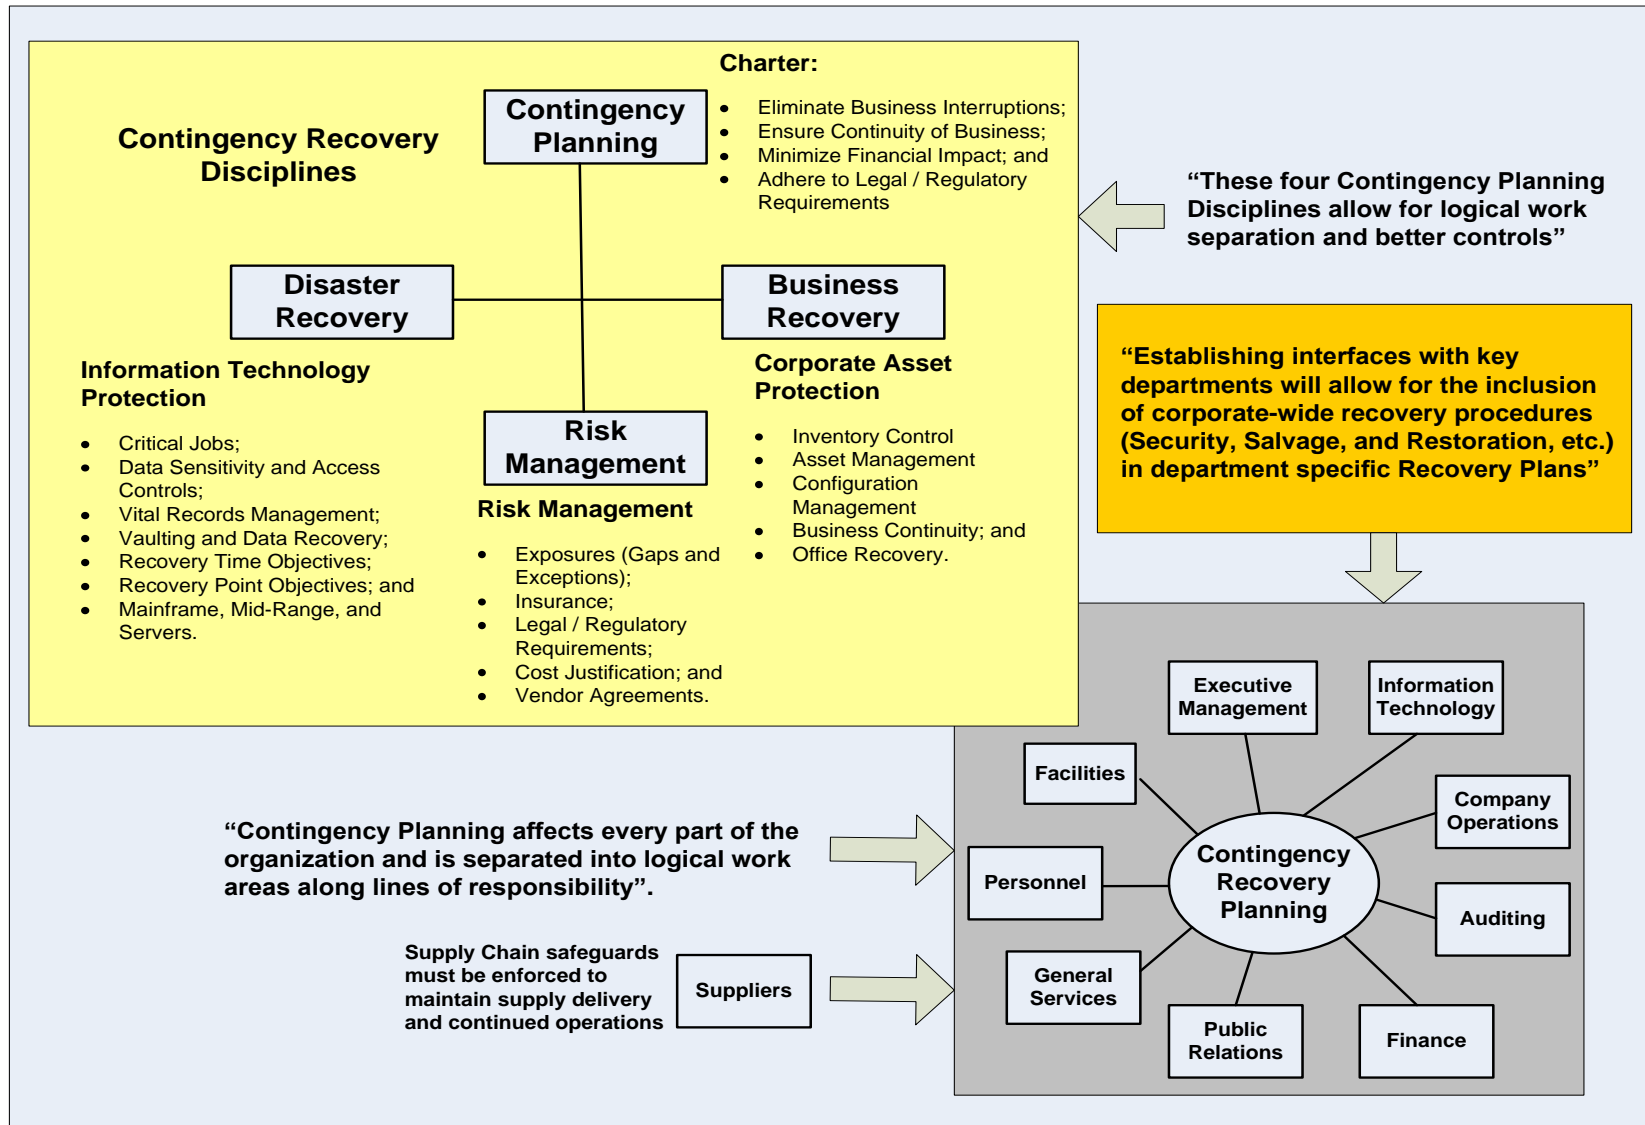 Contingency Recovery
Disciplines
Contingency
Planning
Charter:
• Eliminate Business Interruptions;
• Ensure Continuity of Business;
• Minimize Financial Impact; and
• Adhere to Legal / Regulatory
Requirements
Disaster
Recovery
Business
Recovery
Information Technology
Protection
• Critical Jobs;
• Data Sensitivity and Access
Controls;
• Vital Records Management;
• Vaulting and Data Recovery;
• Recovery Time Objectives;
• Recovery Point Objectives; and
• Mainframe, Mid-Range, and
Servers.
Risk
Management
Risk Management
• Exposures (Gaps and
Exceptions);
• Insurance;
• Legal / Regulatory
Requirements;
• Cost Justification; and
• Vendor Agreements.
Corporate Asset
Protection
• Inventory Control
• Asset Management
• Configuration
Management
• Business Continuity; and
• Office Recovery.
“These four Contingency Planning
Disciplines allow for logical work
separation and better controls”
“Establishing interfaces with key
departments will allow for the inclusion
of corporate-wide recovery procedures
(Security, Salvage, and Restoration, etc.)
in department specific Recovery Plans”
“Contingency Planning affects every part of the
organization and is separated into logical work
areas along lines of responsibility”.
Supply Chain safeguards
must be enforced to
maintain supply delivery
and continued operations
Suppliers
Executive
Management
Information
Technology
Facilities
Company
Operations
Contingency
Recovery
Planning
Personnel
Auditing
General
Services
Public
Relations
Finance